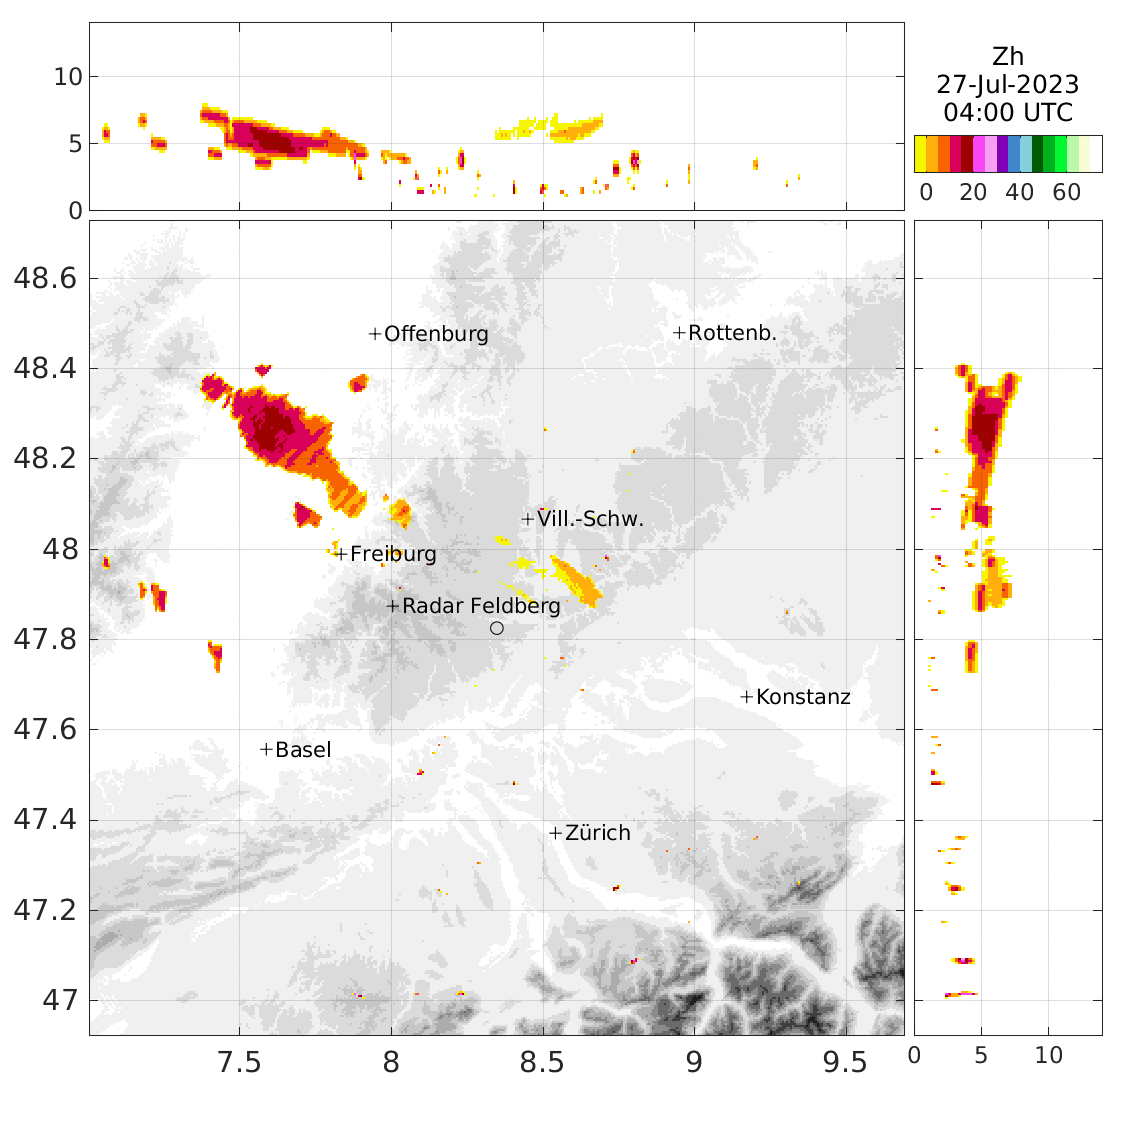 Zh
27-Jul-2023
04:00 UTC
0 20 40 60
10
5
0
48.6
48.4
48.2
48
47.8
47.6
47.4
47.2
47
Offenburg
Rottenb.
Vill.-Schw.
Freiburg
Radar Feldberg
Konstanz
Basel
Zürich
7.5 8 8.5 9 9.5
0 5 10